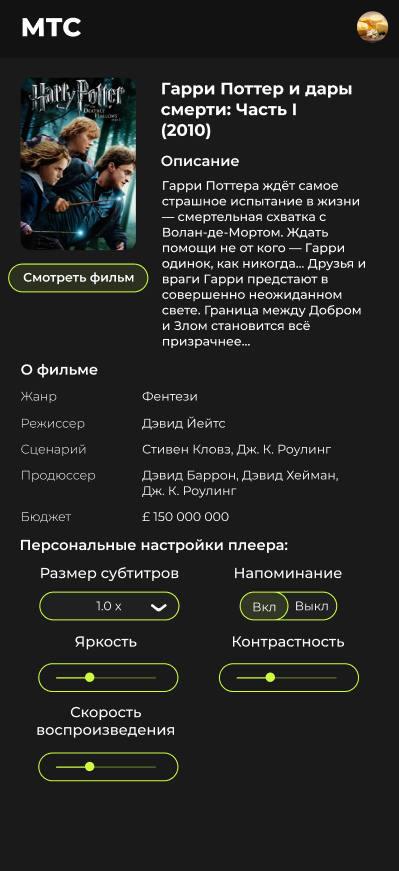 МТС
Harry Potter
AND THE
DEATHLY HALLOWS
Гарри Поттер и дары
смерти: Часть I
(2010)
Описание
Гарри Поттера ждёт самое
страшное испытание в жизни
— смертельная схватка с
Волан-де-Мортом. Ждать
помощи не от кого — Гарри
одинок, как никогда... Друзья и
враги Гарри предстают в
совершенно неожиданном
свете. Граница между Добром
и Злом становится всё
призрачнее...
Смотреть фильм
О фильме
Жанр Фентези
Режиссер Дэвид Йейтс
Сценарий Стивен Кловз, Дж. К. Роулинг
Продюссер Дэвид Баррон, Дэвид Хейман,
Дж. К. Роулинг
Бюджет £ 150 000 000
Персональные настройки плеера:
Размер субтитров Напоминание
1.0 x Вкл Выкл
Яркость Контрастность
Скорость
воспроизведения